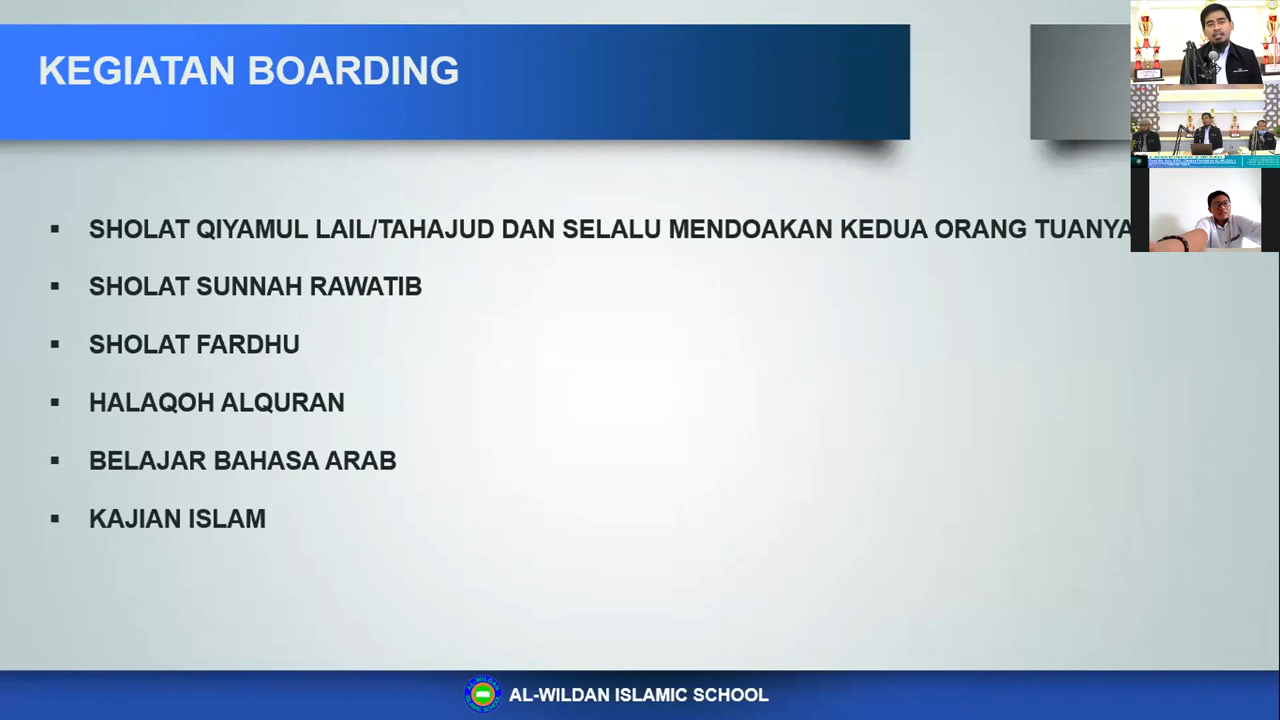 KEGIATAN BOARDING
▪ SHOLAT QIYAMUL LAIL/TAHAJUD DAN SELALU MENDOAKAN KEDUA ORANG TUANYA
▪ SHOLAT SUNNAH RAWATIB
▪ SHOLAT FARDHU
▪ HALAQOH ALQURAN
▪ BELAJAR BAHASA ARAB
▪ KAJIAN ISLAM
AL-WILDAN ISLAMIC SCHOOL